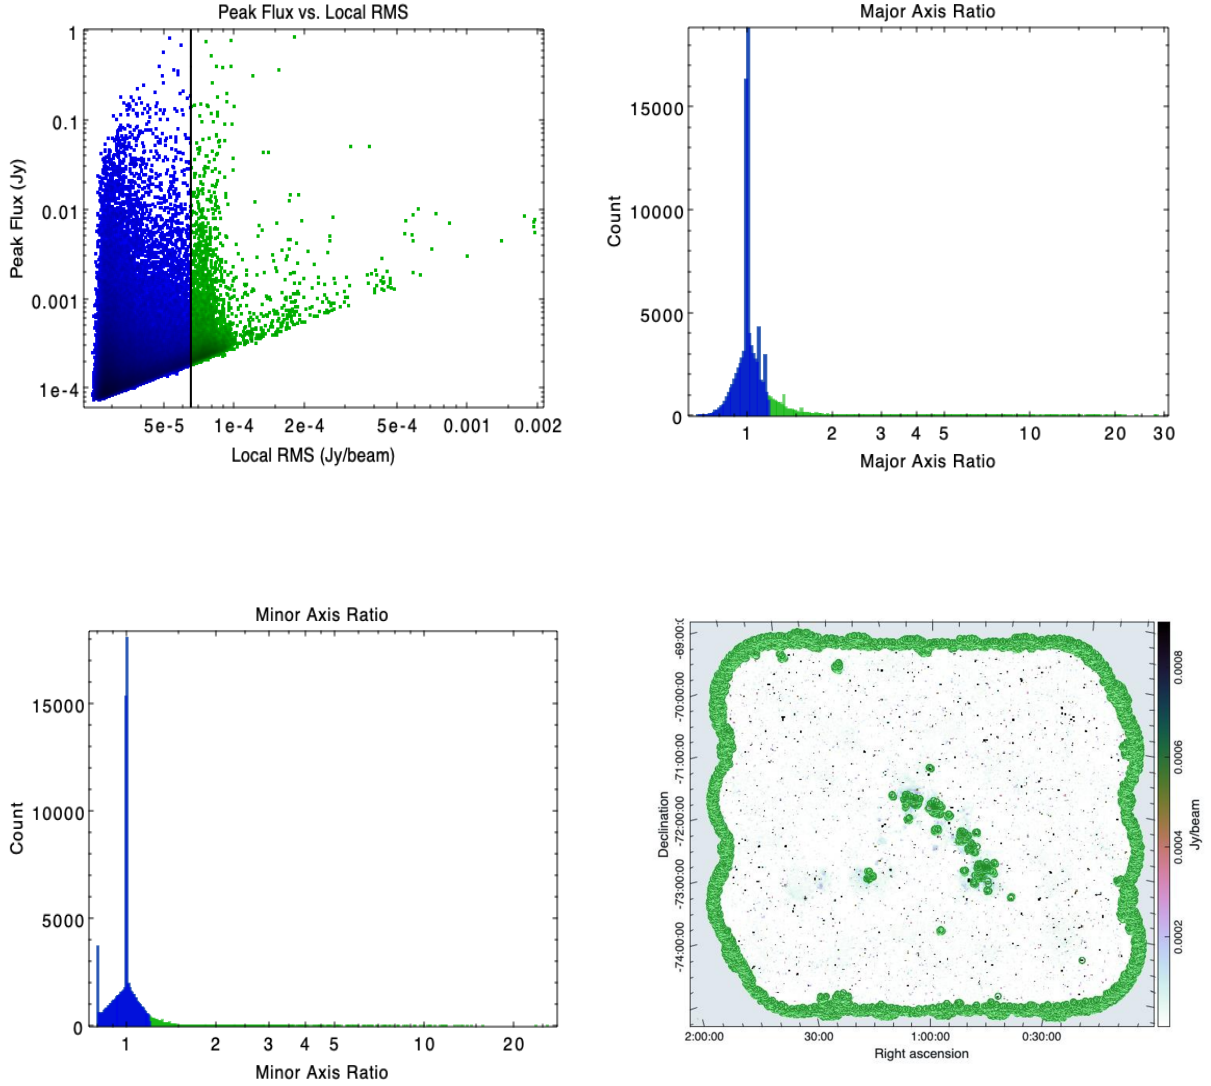 Peak Flux vs. Local RMS
1
0.1
0.01
0.001
1e-4
Peak Flux (Jy)
5e-5 1e-4 2e-4 5e-4 0.001 0.002
Local RMS (Jy/beam)
Major Axis Ratio
15000
10000
5000
0
Count
1 2 3 4 5 10 20 30
Major Axis Ratio
Minor Axis Ratio
15000
10000
5000
0
Count
1 2 3 4 5 10 20
Minor Axis Ratio
-69:00:0
-70:00:00
-71:00:00
-72:00:00
-73:00:00
-74:00:00
Declination
2:00:00 30:00 1:00:00 0:30:00
Right ascension
0.0008
0.0006
0.0004
0.0002
Jy/beam